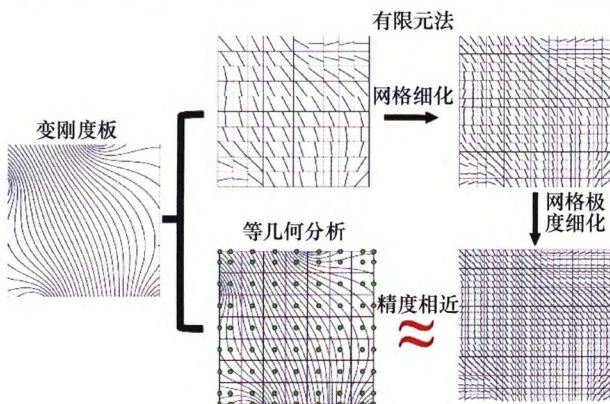 有限元法
网格细化
变刚度板
网格极
度细化
等几何分析
精度相近